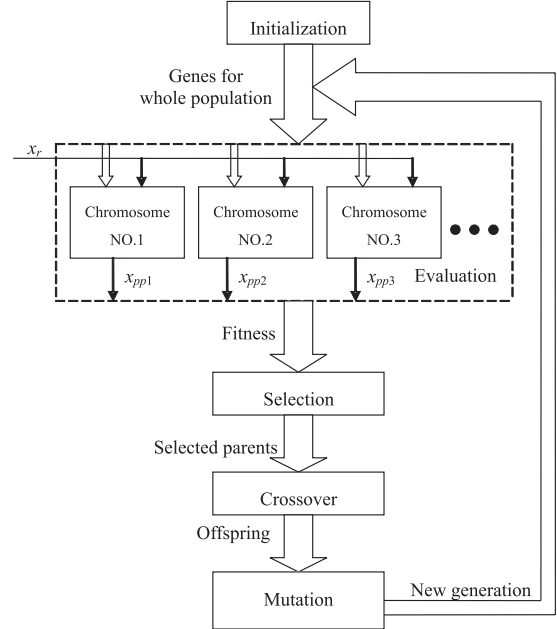 Initialization
Genes for
whole population
x_r
Chromosome
NO.1
Chromosome
NO.2
Chromosome
NO.3
x_pp1
x_pp2
x_pp3
Evaluation
Fitness
Selection
Selected parents
Crossover
Offspring
New generation
Mutation